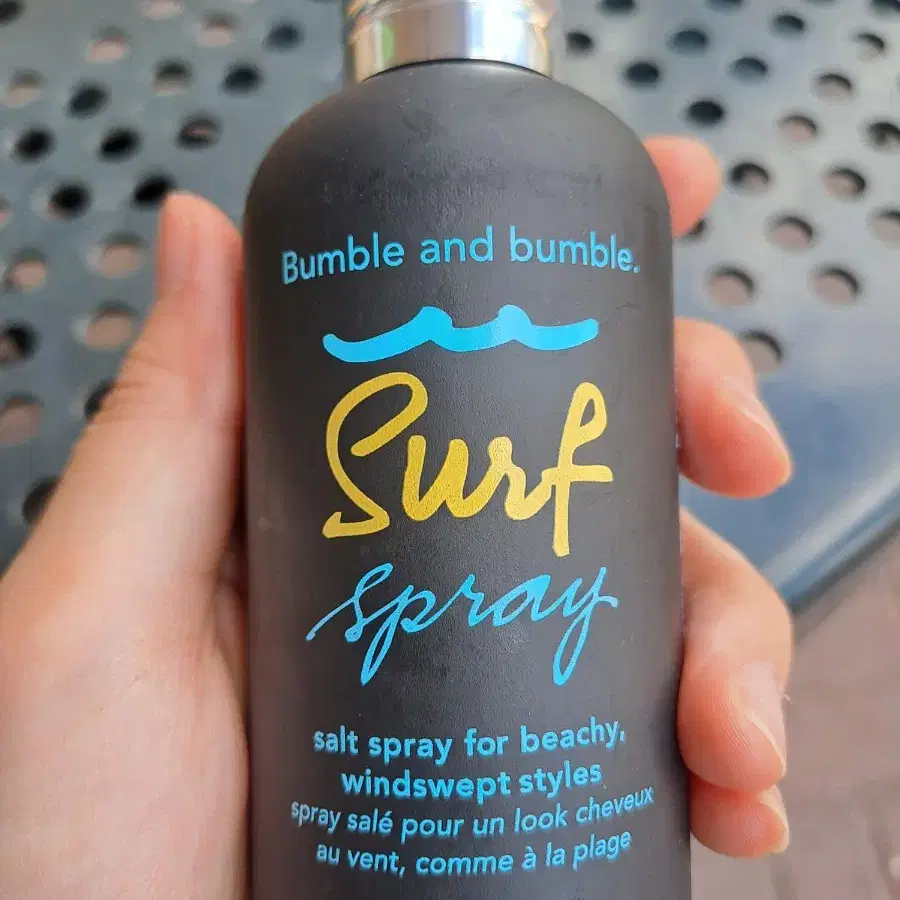 Bumble and bumble.
Surf
spray
salt spray for beachy,
windswept styles
spray salé pour un look cheveux
au vent, comme à la plage